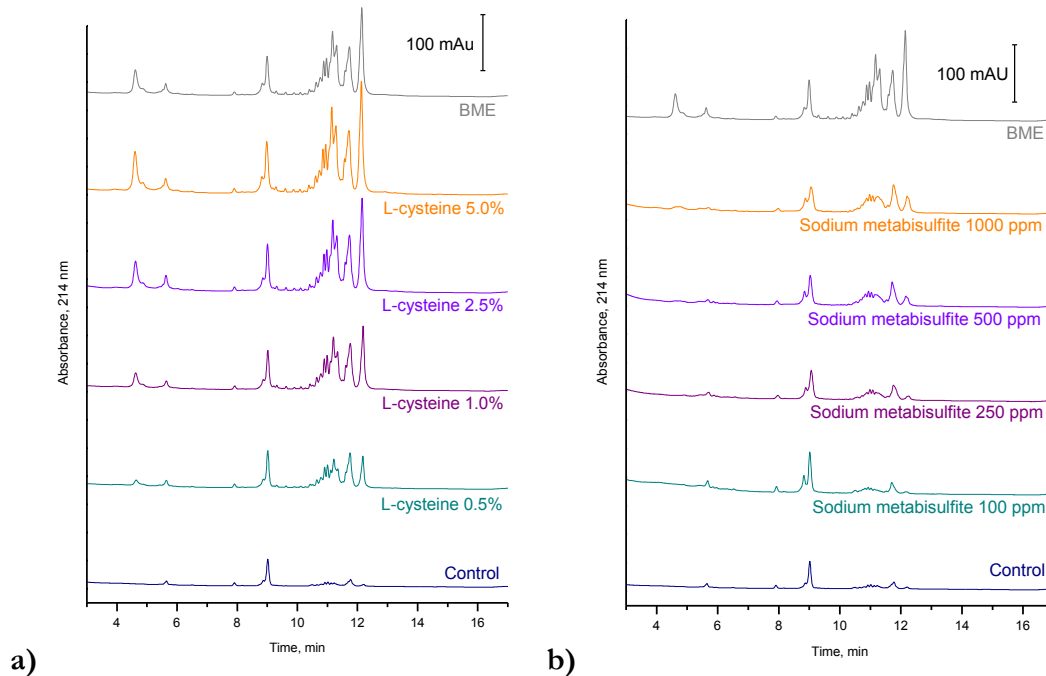 100 mAu
BME
L-cysteine 5.0%
L-cysteine 2.5%
L-cysteine 1.0%
L-cysteine 0.5%
Control
Absorbance, 214 nm
4 6 8 10 12 14 16
Time, min
a)
100 mAU
BME
Sodium metabisulfite 1000 ppm
Sodium metabisulfite 500 ppm
Sodium metabisulfite 250 ppm
Sodium metabisulfite 100 ppm
Control
Absorbance, 214 nm
4 6 8 10 12 14 16
Time, min
b)